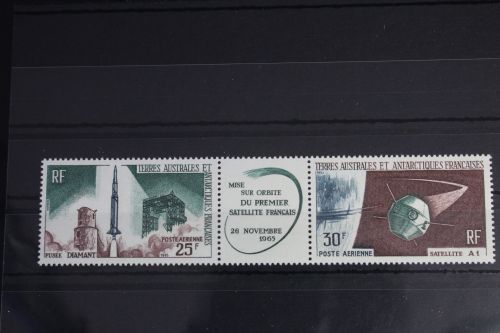 RF
TERRES AUSTRALES ET
ANTARCTIQUES FRANÇAISES
POSTE AERIENNE
25F
FUSÉE DIAMANT
MISE
SUR ORBITE
DU PREMIER
SATELLITE FRANÇAIS
26 NOVEMBRE
1965
TERRES AUSTRALES ET ANTARCTIQUES FRANÇAISES
30F
POSTE AERIENNE
RF
SATELLITE A1